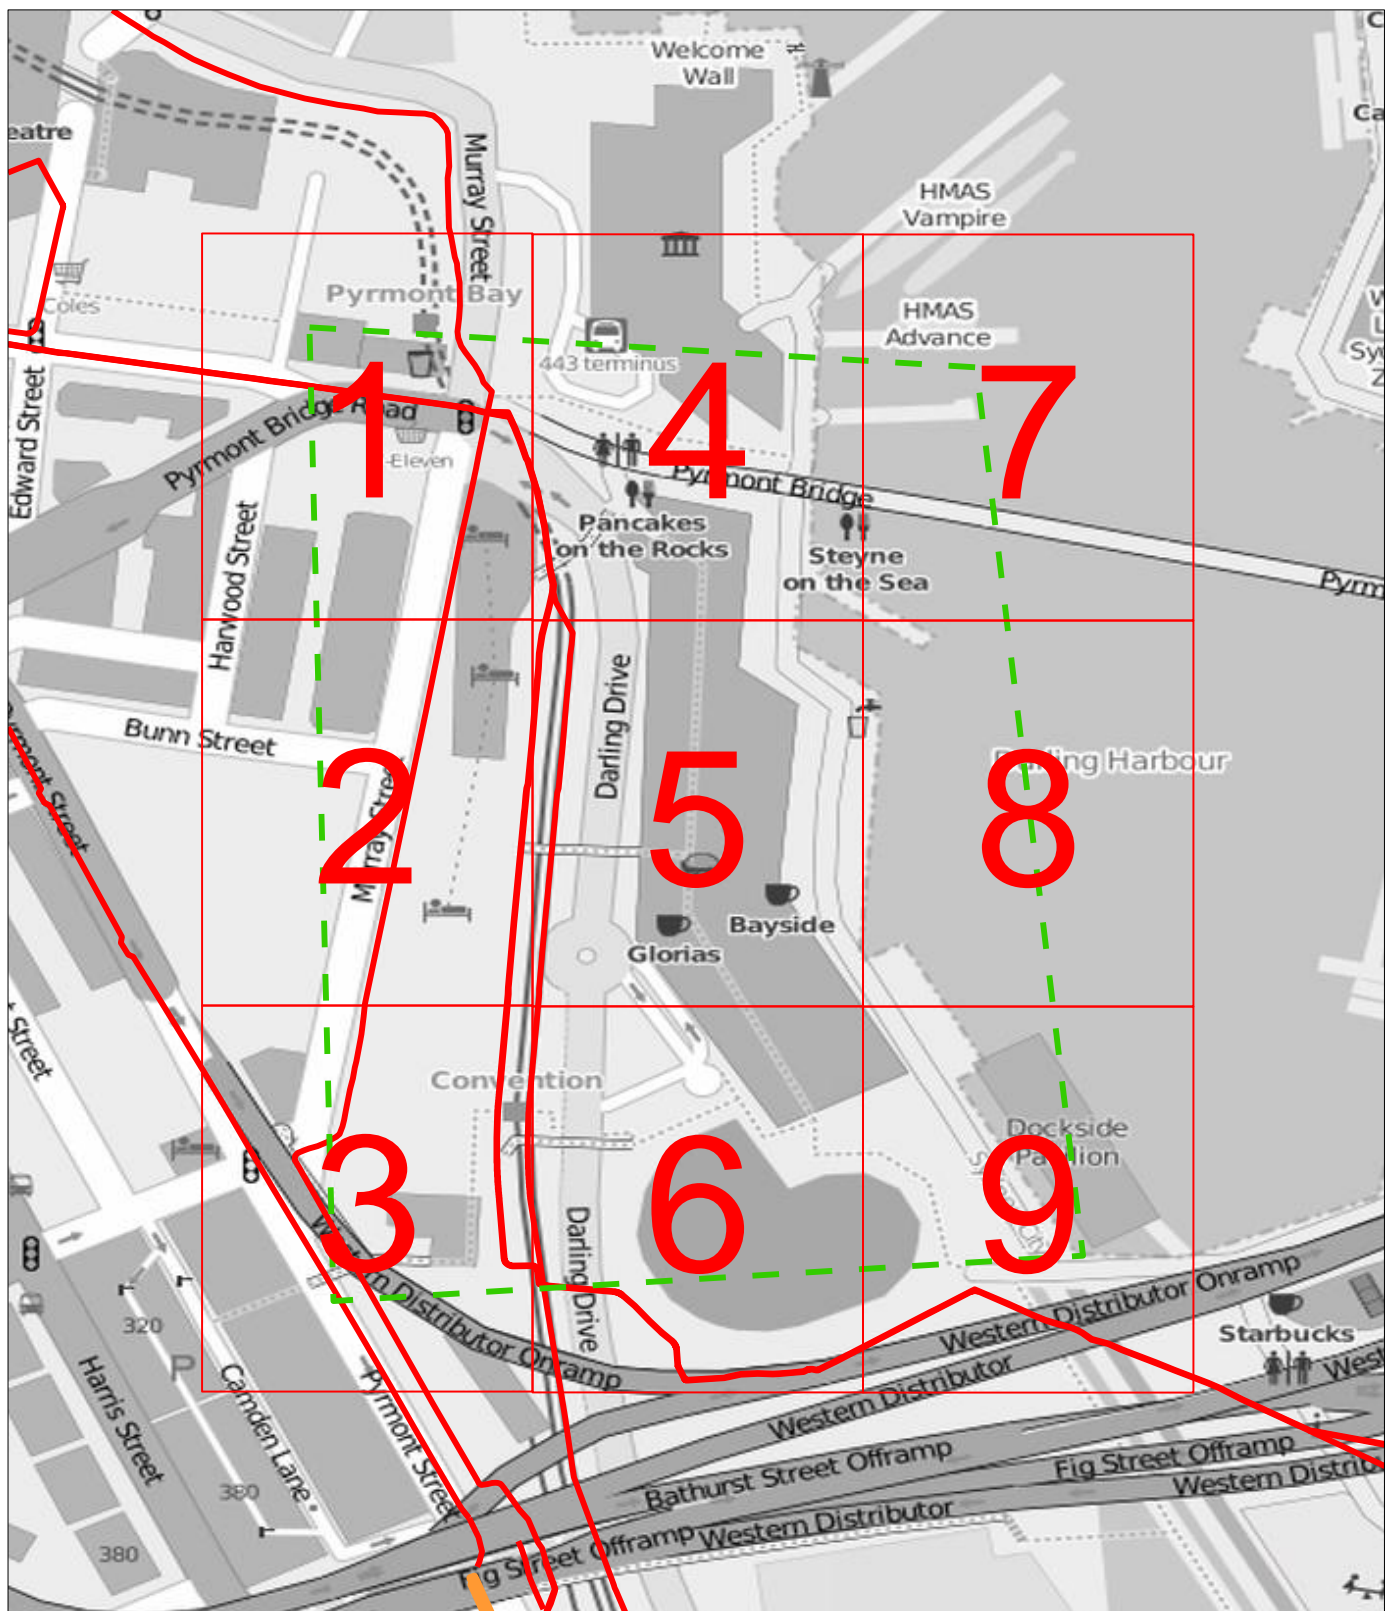 Welcome
Wall
eatre
Murray Street
HMAS
Vampire
Coles
Pyrmont Bay
HMAS
Advance
443 terminus
Edward Street
1
4
7
Pyrmont Bridge Road
-Eleven
Pyrmont Bridge
Pancakes
on the Rocks
Steyne
on the Sea
Pyrm
Harwood Street
Darling Drive
Bunn Street
2
5
8
Darling Harbour
Murray Street
yrmont Street
Bayside
Glorias
Street
Convention
Dockside
Pavilion
3
6
9
Darling Drive
Western Distributor Onramp
Western Distributor Onramp
Starbucks
320
P
Harris Street
Camden Lane
Pyrmont Street
Western Distributor
West
Bathurst Street Offramp
Fig Street Offramp
Western Distrib
380
Fig Street Offramp
Western Distributor
380